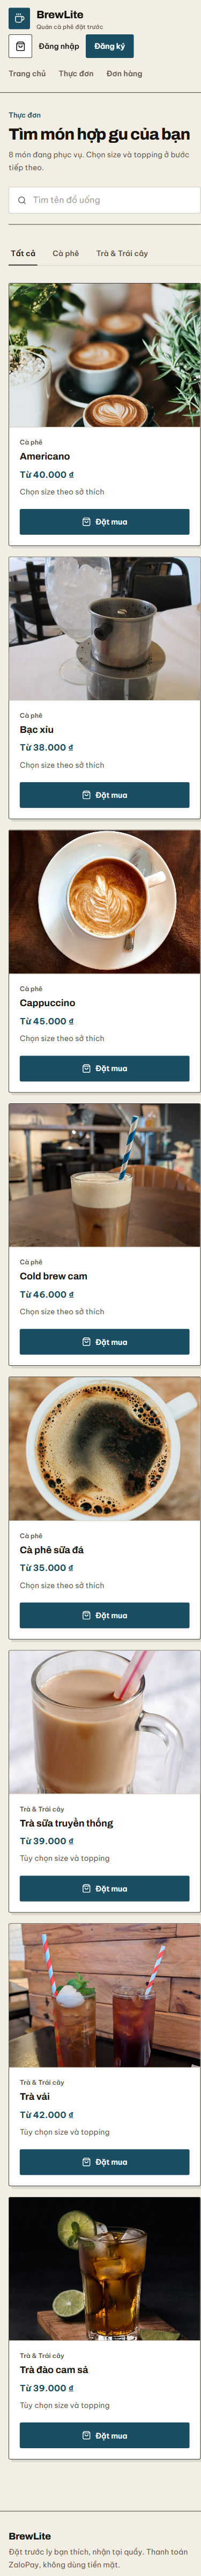 BrewLite
Quán cà phê đặt trước
Đăng nhập
Đăng ký
Trang chủ
Thực đơn
Đơn hàng
Thực đơn
Tìm món hợp gu của bạn
8 món đang phục vụ. Chọn size và topping ở bước
tiếp theo.
Tìm tên đồ uống
Tất cả
Cà phê
Trà & Trái cây
Cà phê
Americano
Từ 40.000 ₫
Chọn size theo sở thích
Đặt mua
Cà phê
Bạc xíu
Từ 38.000 ₫
Chọn size theo sở thích
Đặt mua
Cà phê
Cappuccino
Từ 45.000 ₫
Chọn size theo sở thích
Đặt mua
Cà phê
Cold brew cam
Từ 46.000 ₫
Chọn size theo sở thích
Đặt mua
Cà phê
Cà phê sữa đá
Từ 35.000 ₫
Chọn size theo sở thích
Đặt mua
Trà & Trái cây
Trà sữa truyền thống
Từ 39.000 ₫
Tùy chọn size và topping
Đặt mua
Trà & Trái cây
Trà vải
Từ 42.000 ₫
Tùy chọn size và topping
Đặt mua
Trà & Trái cây
Trà đào cam sả
Từ 39.000 ₫
Tùy chọn size và topping
Đặt mua
BrewLite
Đặt trước ly bạn thích, nhận tại quầy. Thanh toán
ZaloPay, không dùng tiền mặt.